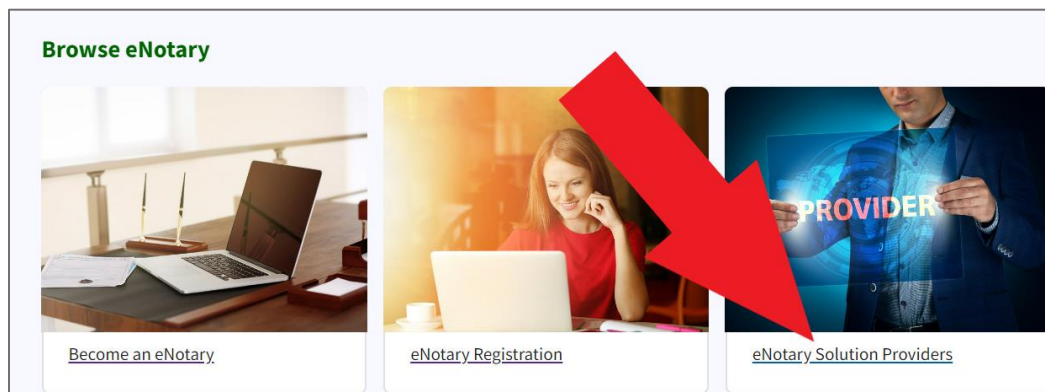 Browse eNotary
PROVIDER
Become an eNotary
eNotary Registration
eNotary Solution Providers